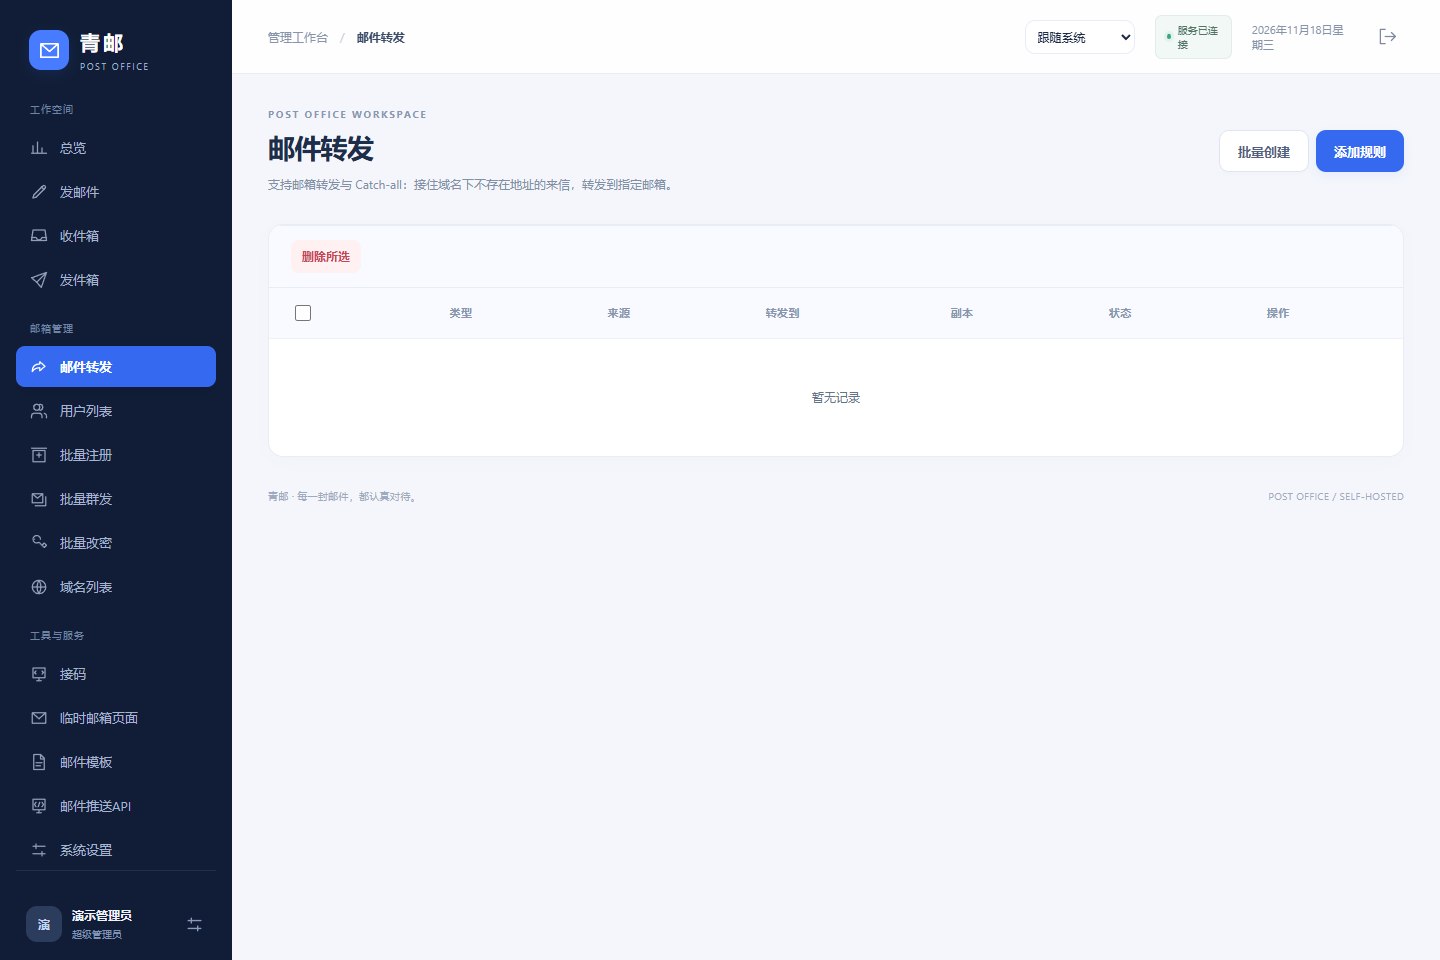 青邮
POST OFFICE
工作空间
总览
发邮件
收件箱
发件箱
邮箱管理
邮件转发
用户列表
批量注册
批量群发
批量改密
域名列表
工具与服务
接码
临时邮箱页面
邮件模板
邮件推送API
系统设置
演
演示管理员
超级管理员
管理工作台 / 邮件转发
跟随系统
服务已连
接
2026年11月18日星
期三
POST OFFICE WORKSPACE
邮件转发
支持邮箱转发与 Catch-all：接住域名下不存在地址的来信，转发到指定邮箱。
批量创建
添加规则
删除所选
类型 来源 转发到 副本 状态 操作
暂无记录
青邮 · 每一封邮件，都认真对待。
POST OFFICE / SELF-HOSTED